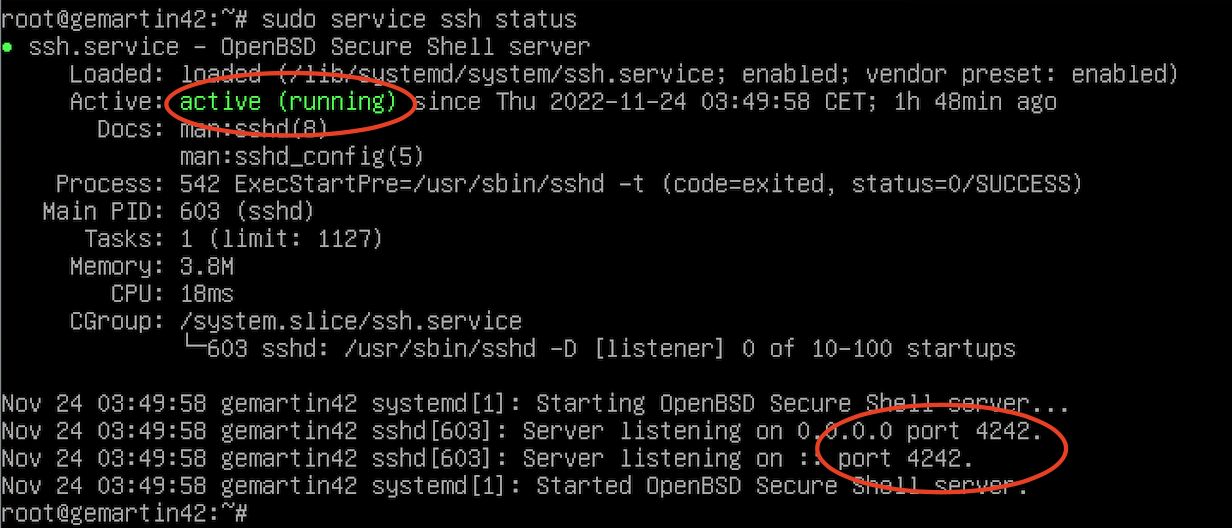 root@gemartin42:~# sudo service ssh status
● ssh.service - OpenBSD Secure Shell server
Loaded: loaded (/lib/systemd/system/ssh.service; enabled; vendor preset: enabled)
Active: active (running) since Thu 2022-11-24 03:49:58 CET; 1h 48min ago
Docs: man:sshd(8)
man:sshd_config(5)
Process: 542 ExecStartPre=/usr/sbin/sshd -t (code=exited, status=0/SUCCESS)
Main PID: 603 (sshd)
Tasks: 1 (limit: 1127)
Memory: 3.8M
CPU: 18ms
CGroup: /system.slice/ssh.service
└─603 sshd: /usr/sbin/sshd -D [listener] 0 of 10-100 startups
Nov 24 03:49:58 gemartin42 systemd[1]: Starting OpenBSD Secure Shell server...
Nov 24 03:49:58 gemartin42 sshd[603]: Server listening on 0.0.0.0 port 4242.
Nov 24 03:49:58 gemartin42 sshd[603]: Server listening on :: port 4242.
Nov 24 03:49:58 gemartin42 systemd[1]: Started OpenBSD Secure Shell server.
root@gemartin42:~#